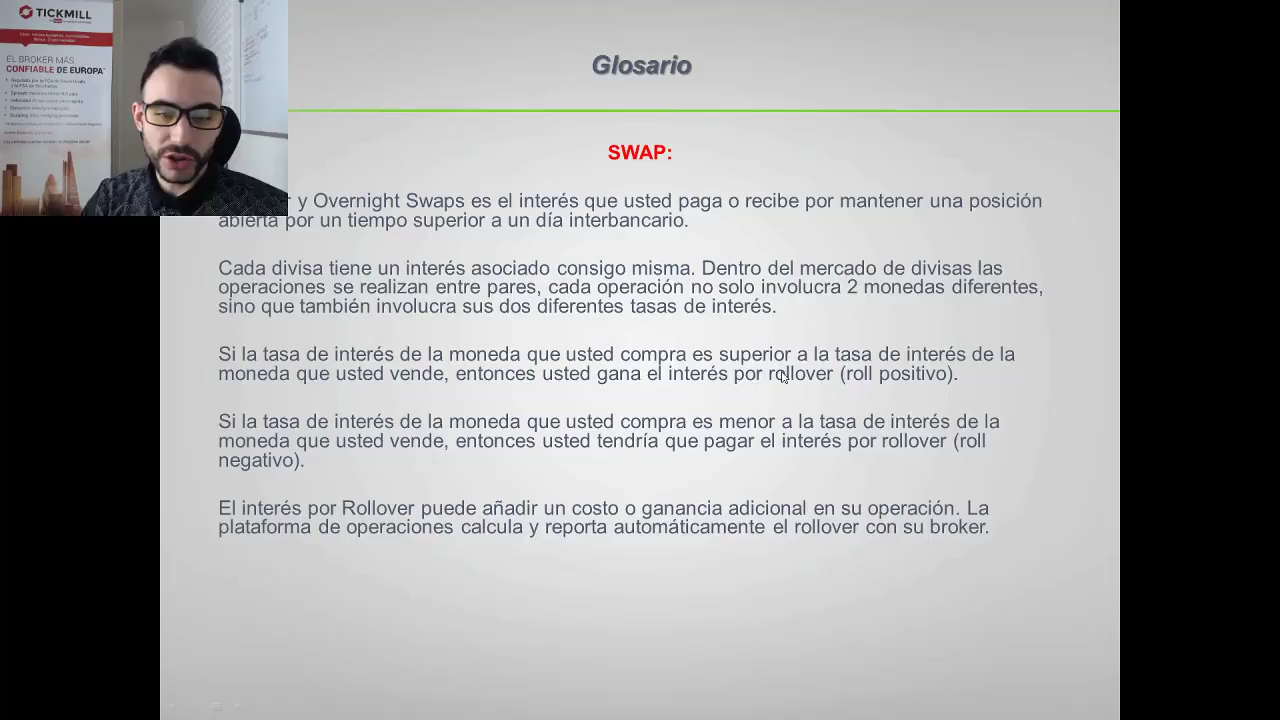 TICKMILL
EL BROKER MÁS
CONFIABLE DE EUROPA*
Glosario
SWAP:
y Overnight Swaps es el interés que usted paga o recibe por mantener una posición
abierta por un tiempo superior a un día interbancario.
Cada divisa tiene un interés asociado consigo misma. Dentro del mercado de divisas las
operaciones se realizan entre pares, cada operación no solo involucra 2 monedas diferentes,
sino que también involucra sus dos diferentes tasas de interés.
Si la tasa de interés de la moneda que usted compra es superior a la tasa de interés de la
moneda que usted vende, entonces usted gana el interés por rollover (roll positivo).
Si la tasa de interés de la moneda que usted compra es menor a la tasa de interés de la
moneda que usted vende, entonces usted tendría que pagar el interés por rollover (roll
negativo).
El interés por Rollover puede añadir un costo o ganancia adicional en su operación. La
plataforma de operaciones calcula y reporta automáticamente el rollover con su broker.